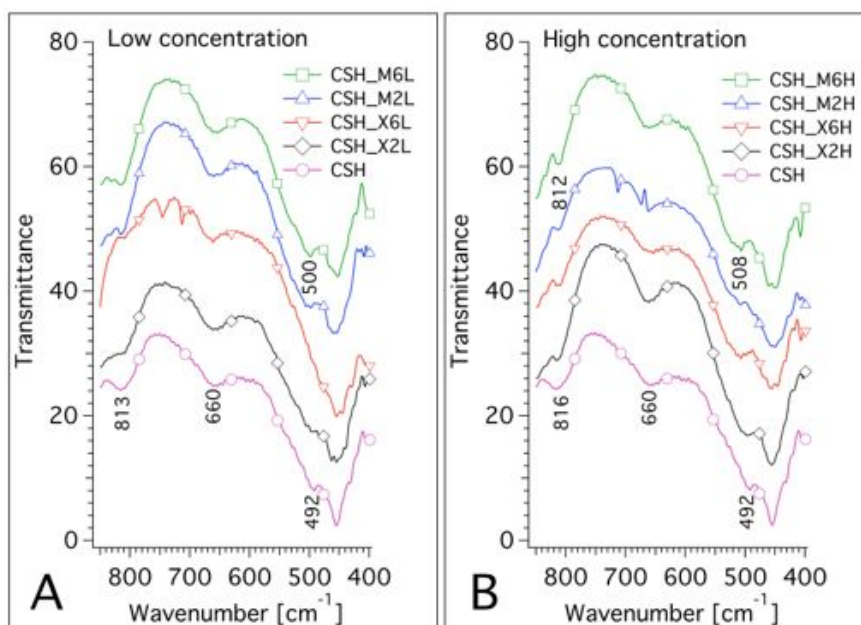 Low concentration
80
60
40
20
0
Transmittance
CSH_M6L
CSH_M2L
CSH_X6L
CSH_X2L
CSH
500
813
660
492
800 700 600 500 400
Wavenumber [cm⁻¹]
A
High concentration
80
60
40
20
0
Transmittance
CSH_M6H
CSH_M2H
CSH_X6H
CSH_X2H
CSH
812
508
816
660
492
800 700 600 500 400
Wavenumber [cm⁻¹]
B